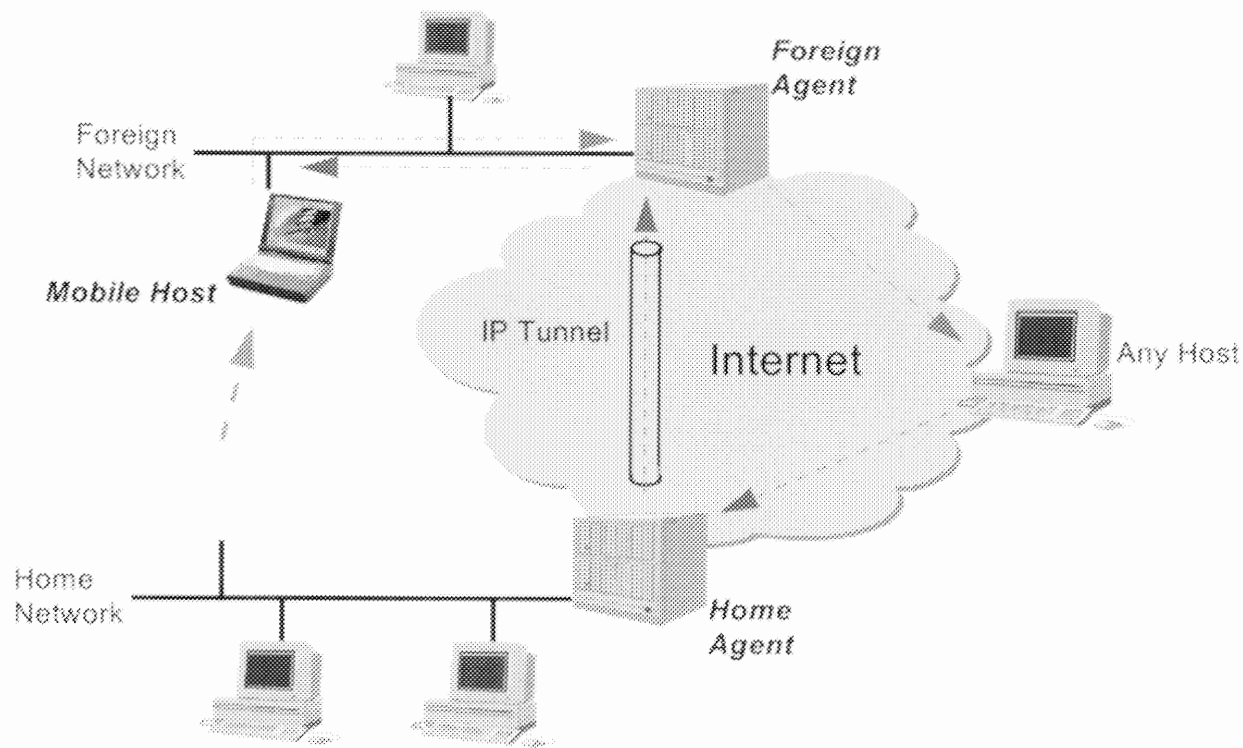 Foreign
Agent
Foreign
Network
Mobile Host
IP Tunnel
Internet
Any Host
Home
Network
Home
Agent